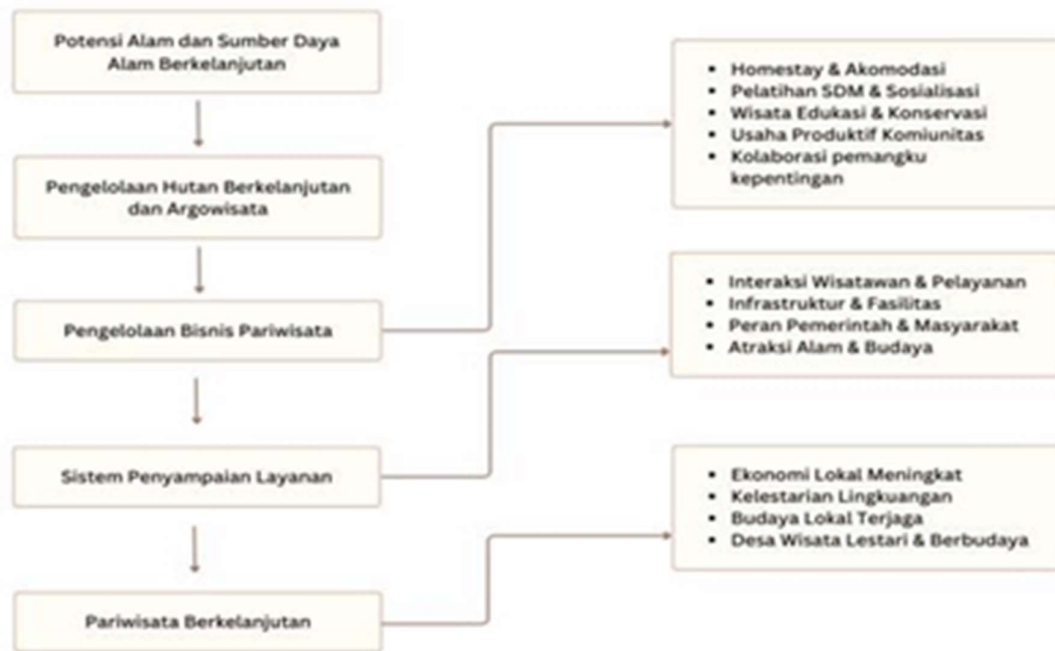 Potensi Alam dan Sumber Daya
Alam Berkelanjutan
Pengelolaan Hutan Berkelanjutan
dan Argowisata
Pengelolaan Bisnis Pariwisata
Sistem Penyampaian Layanan
Pariwisata Berkelanjutan
▪ Homestay & Akomodasi
▪ Pelatihan SDM & Sosialisasi
▪ Wisata Edukasi & Konservasi
▪ Usaha Produktif Komiunitas
▪ Kolaborasi pemangku
kepentingan
▪ Interaksi Wisatawan & Pelayanan
▪ Infrastruktur & Fasilitas
▪ Peran Pemerintah & Masyarakat
▪ Atraksi Alam & Budaya
▪ Ekonomi Lokal Meningkat
▪ Kelestarian Lingkuangan
▪ Budaya Lokal Terjaga
▪ Desa Wisata Lestari & Berbudaya